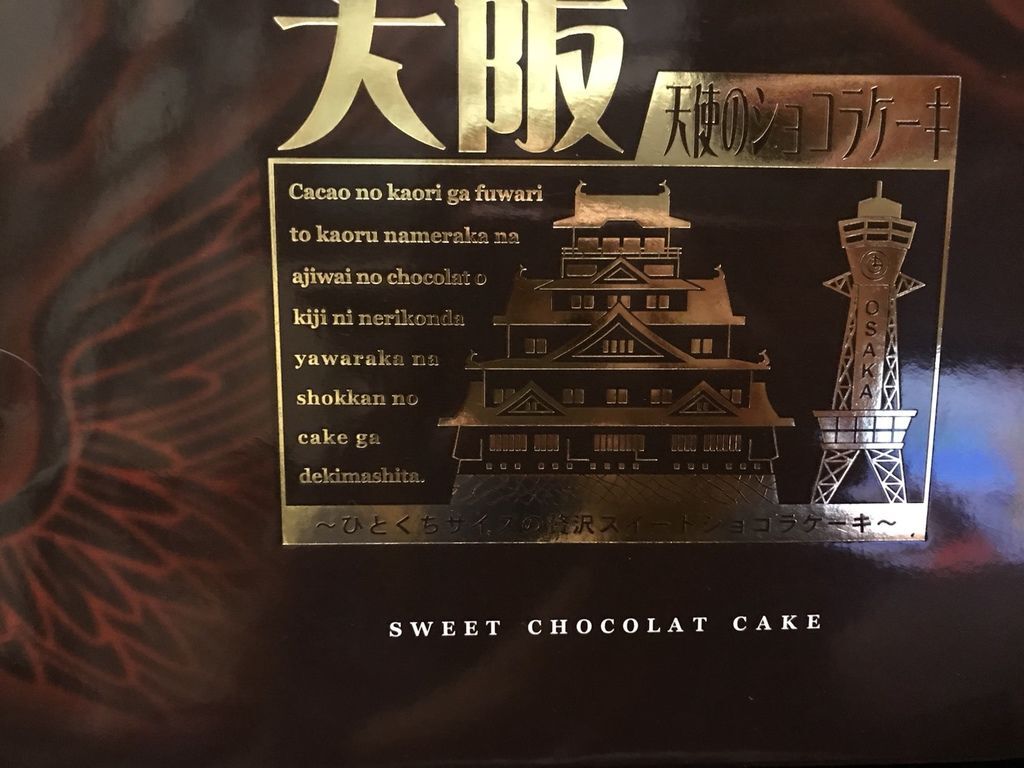 大阪
天使のショコラケーキ
Cacao no kaori ga fuwari
to kaoru nameraka na
ajiwai no chocolat o
kiji ni nerikonda
yawaraka na
shokkan no
cake ga
dekimashita.
OSAKA
～ひとくちサイズの贅沢スイートショコラケーキ～
SWEET CHOCOLAT CAKE